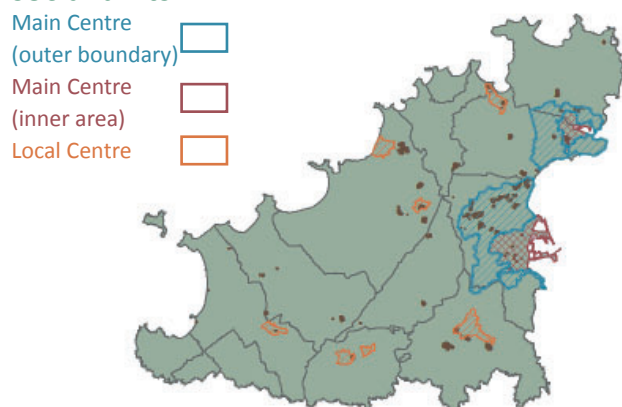 Main Centre
(outer boundary)
Main Centre
(inner area)
Local Centre